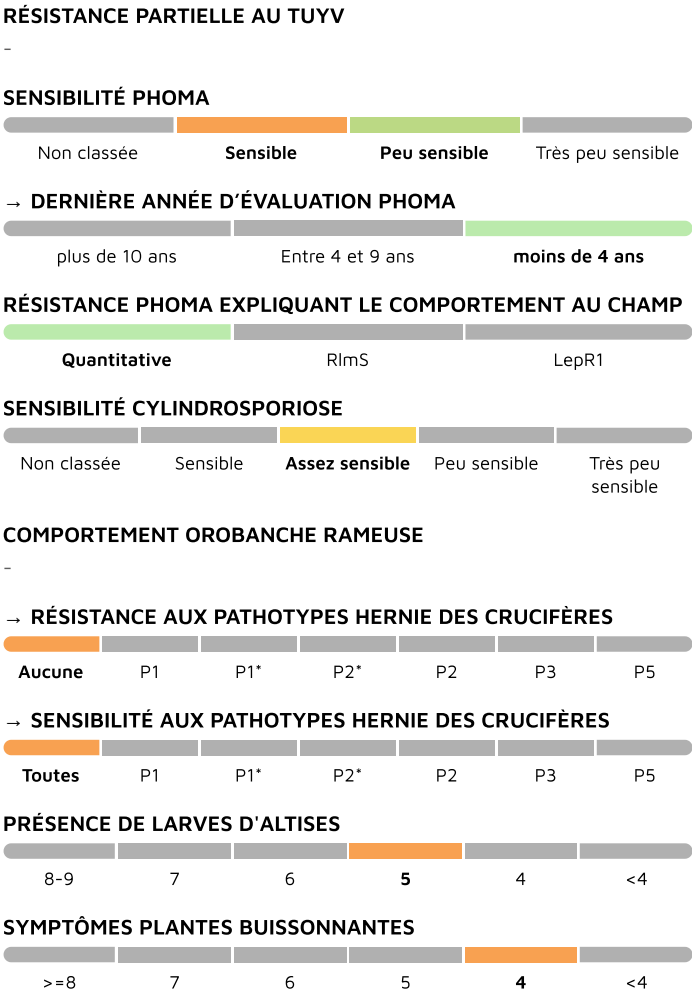 RÉSISTANCE PARTIELLE AU TUYV
-
SENSIBILITÉ PHOMA
Non classée Sensible Peu sensible Très peu sensible
→ DERNIÈRE ANNÉE D’ÉVALUATION PHOMA
plus de 10 ans Entre 4 et 9 ans moins de 4 ans
RÉSISTANCE PHOMA EXPLIQUANT LE COMPORTEMENT AU CHAMP
Quantitative RlmS LepR1
SENSIBILITÉ CYLINDROSPORIOSE
Non classée Sensible Assez sensible Peu sensible Très peu
sensible
COMPORTEMENT OROBANCHE RAMEUSE
-
→ RÉSISTANCE AUX PATHOTYPES HERNIE DES CRUCIFÈRES
Aucune P1 P1* P2* P2 P3 P5
→ SENSIBILITÉ AUX PATHOTYPES HERNIE DES CRUCIFÈRES
Toutes P1 P1* P2* P2 P3 P5
PRÉSENCE DE LARVES D'ALTISES
8-9 7 6 5 4 <4
SYMPTÔMES PLANTES BUISSONNANTES
>=8 7 6 5 4 <4